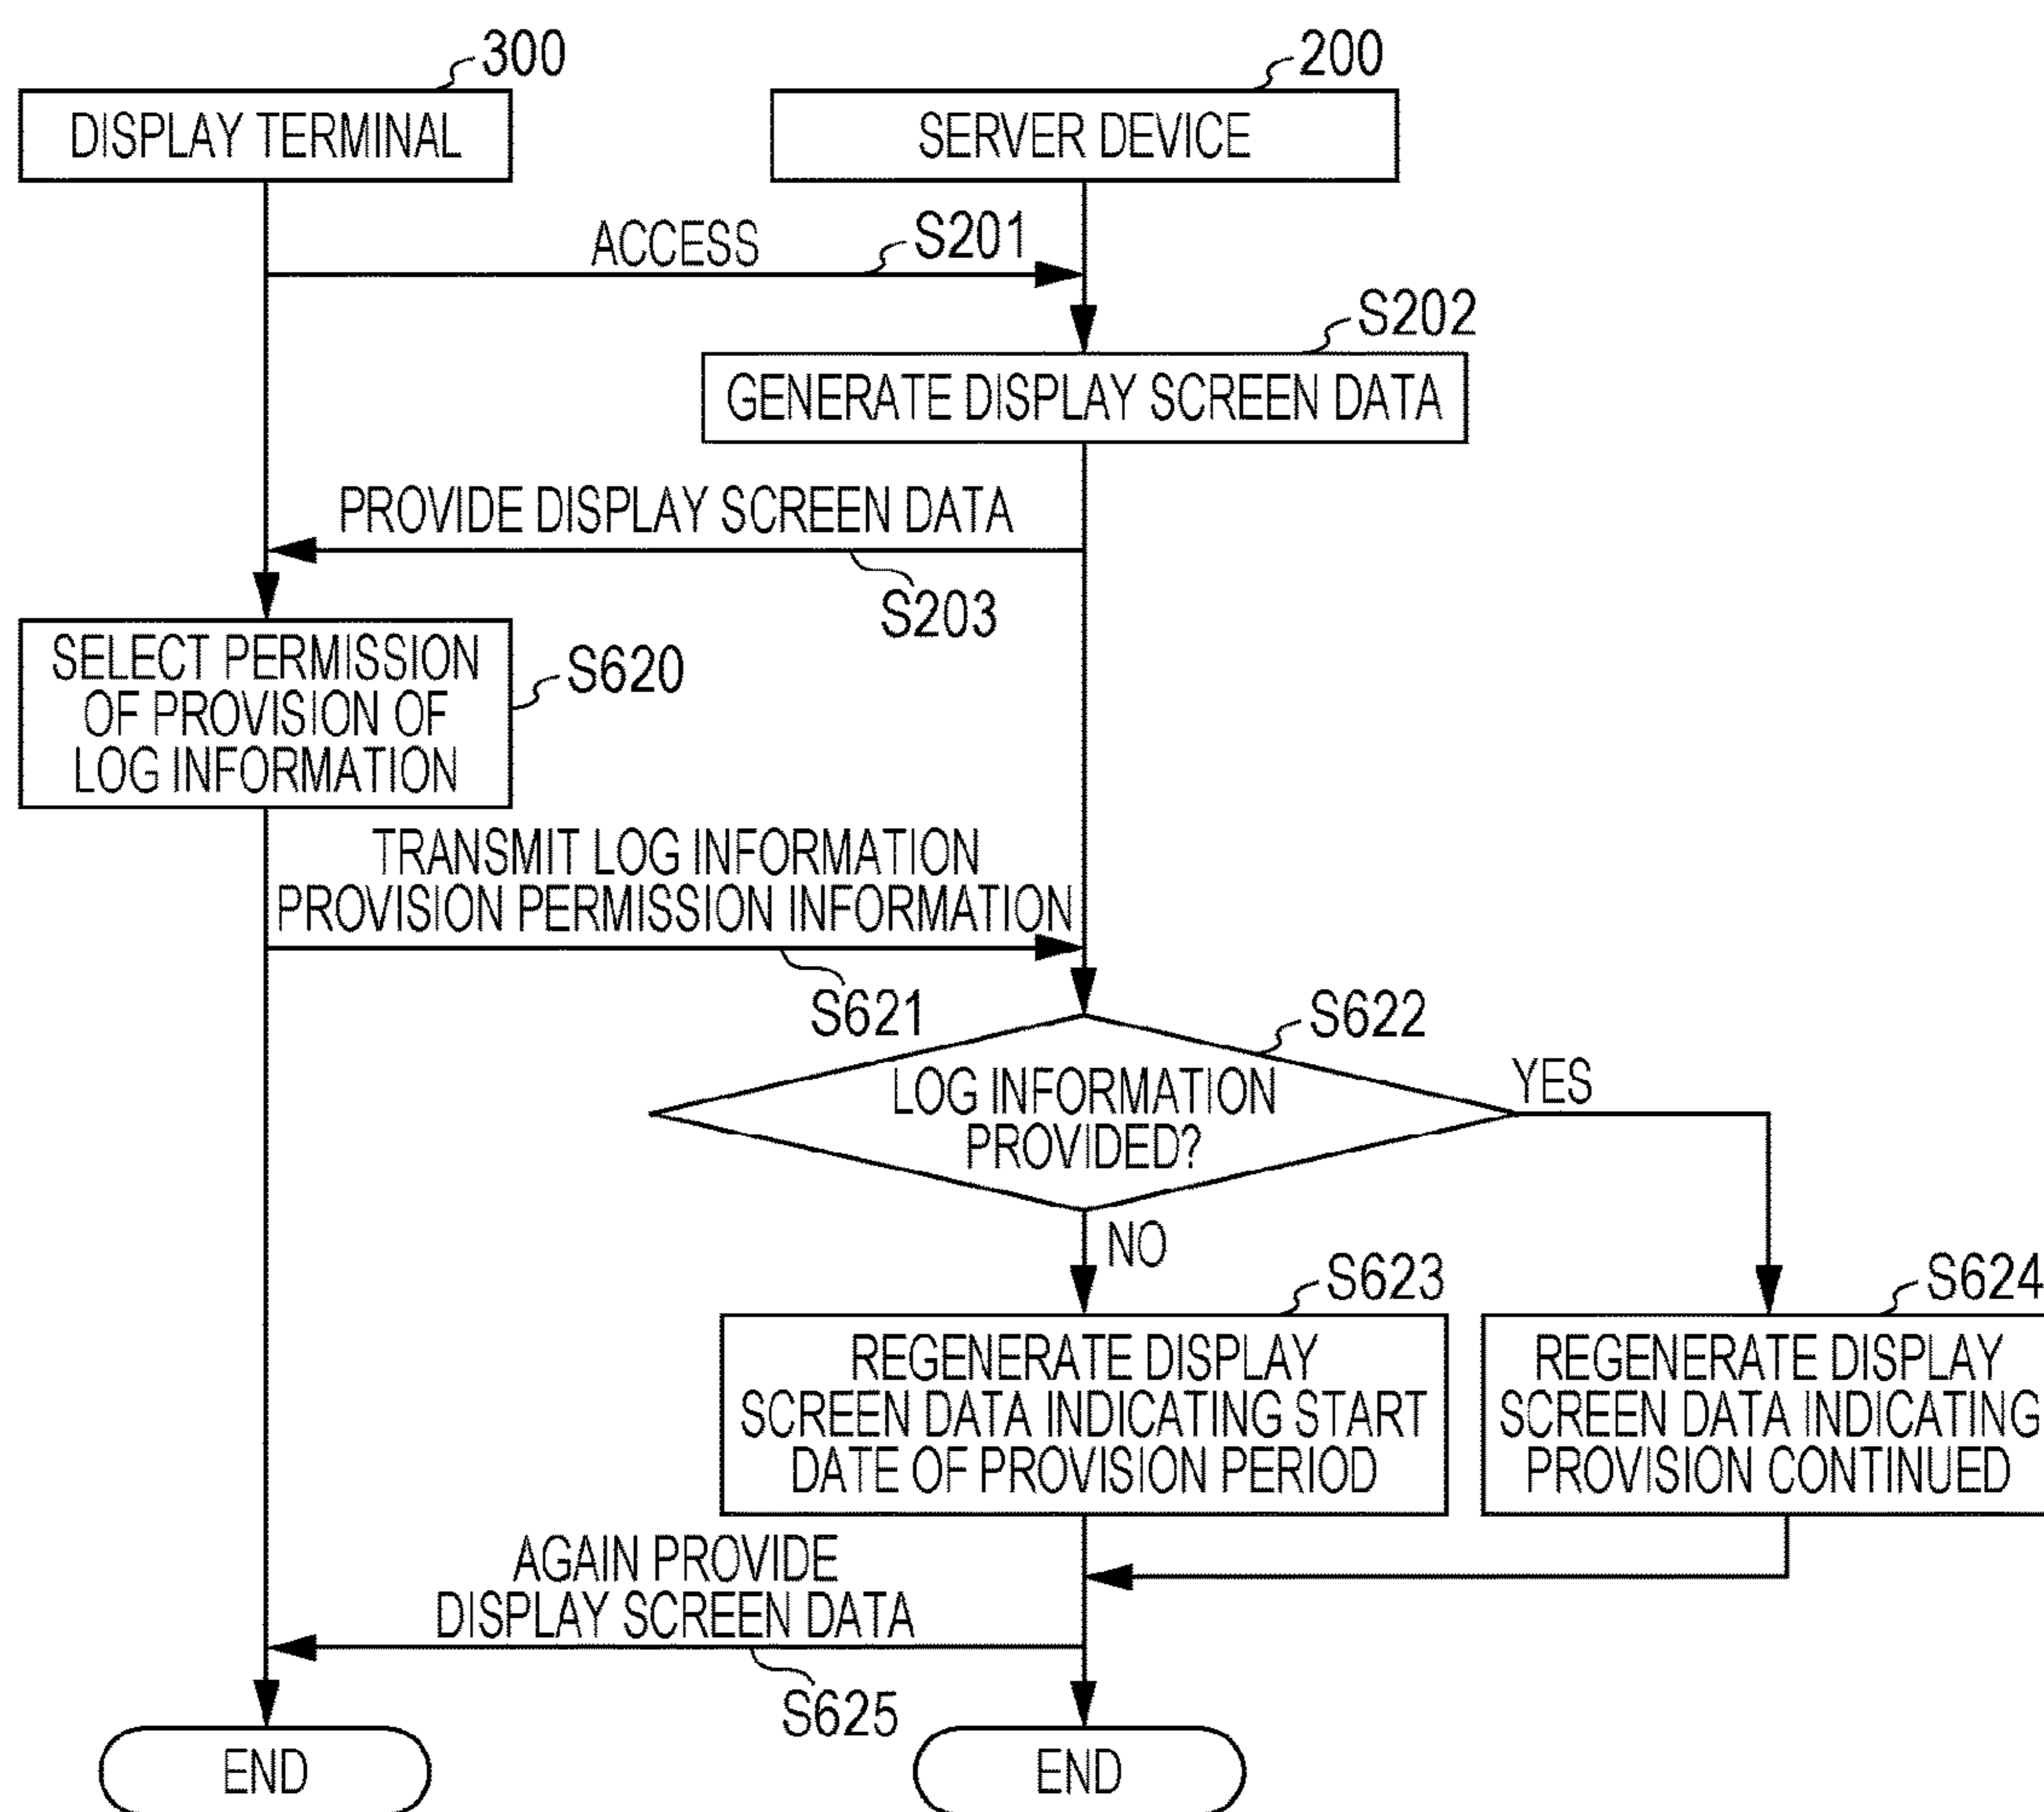 300
200
DISPLAY TERMINAL
SERVER DEVICE
ACCESS
S201
S202
GENERATE DISPLAY SCREEN DATA
PROVIDE DISPLAY SCREEN DATA
S203
SELECT PERMISSION
OF PROVISION OF
LOG INFORMATION
S620
TRANSMIT LOG INFORMATION
PROVISION PERMISSION INFORMATION
S621
S622
LOG INFORMATION
PROVIDED?
YES
NO
S623
S624
REGENERATE DISPLAY
SCREEN DATA INDICATING START
DATE OF PROVISION PERIOD
REGENERATE DISPLAY
SCREEN DATA INDICATING
PROVISION CONTINUED
AGAIN PROVIDE
DISPLAY SCREEN DATA
S625
END
END